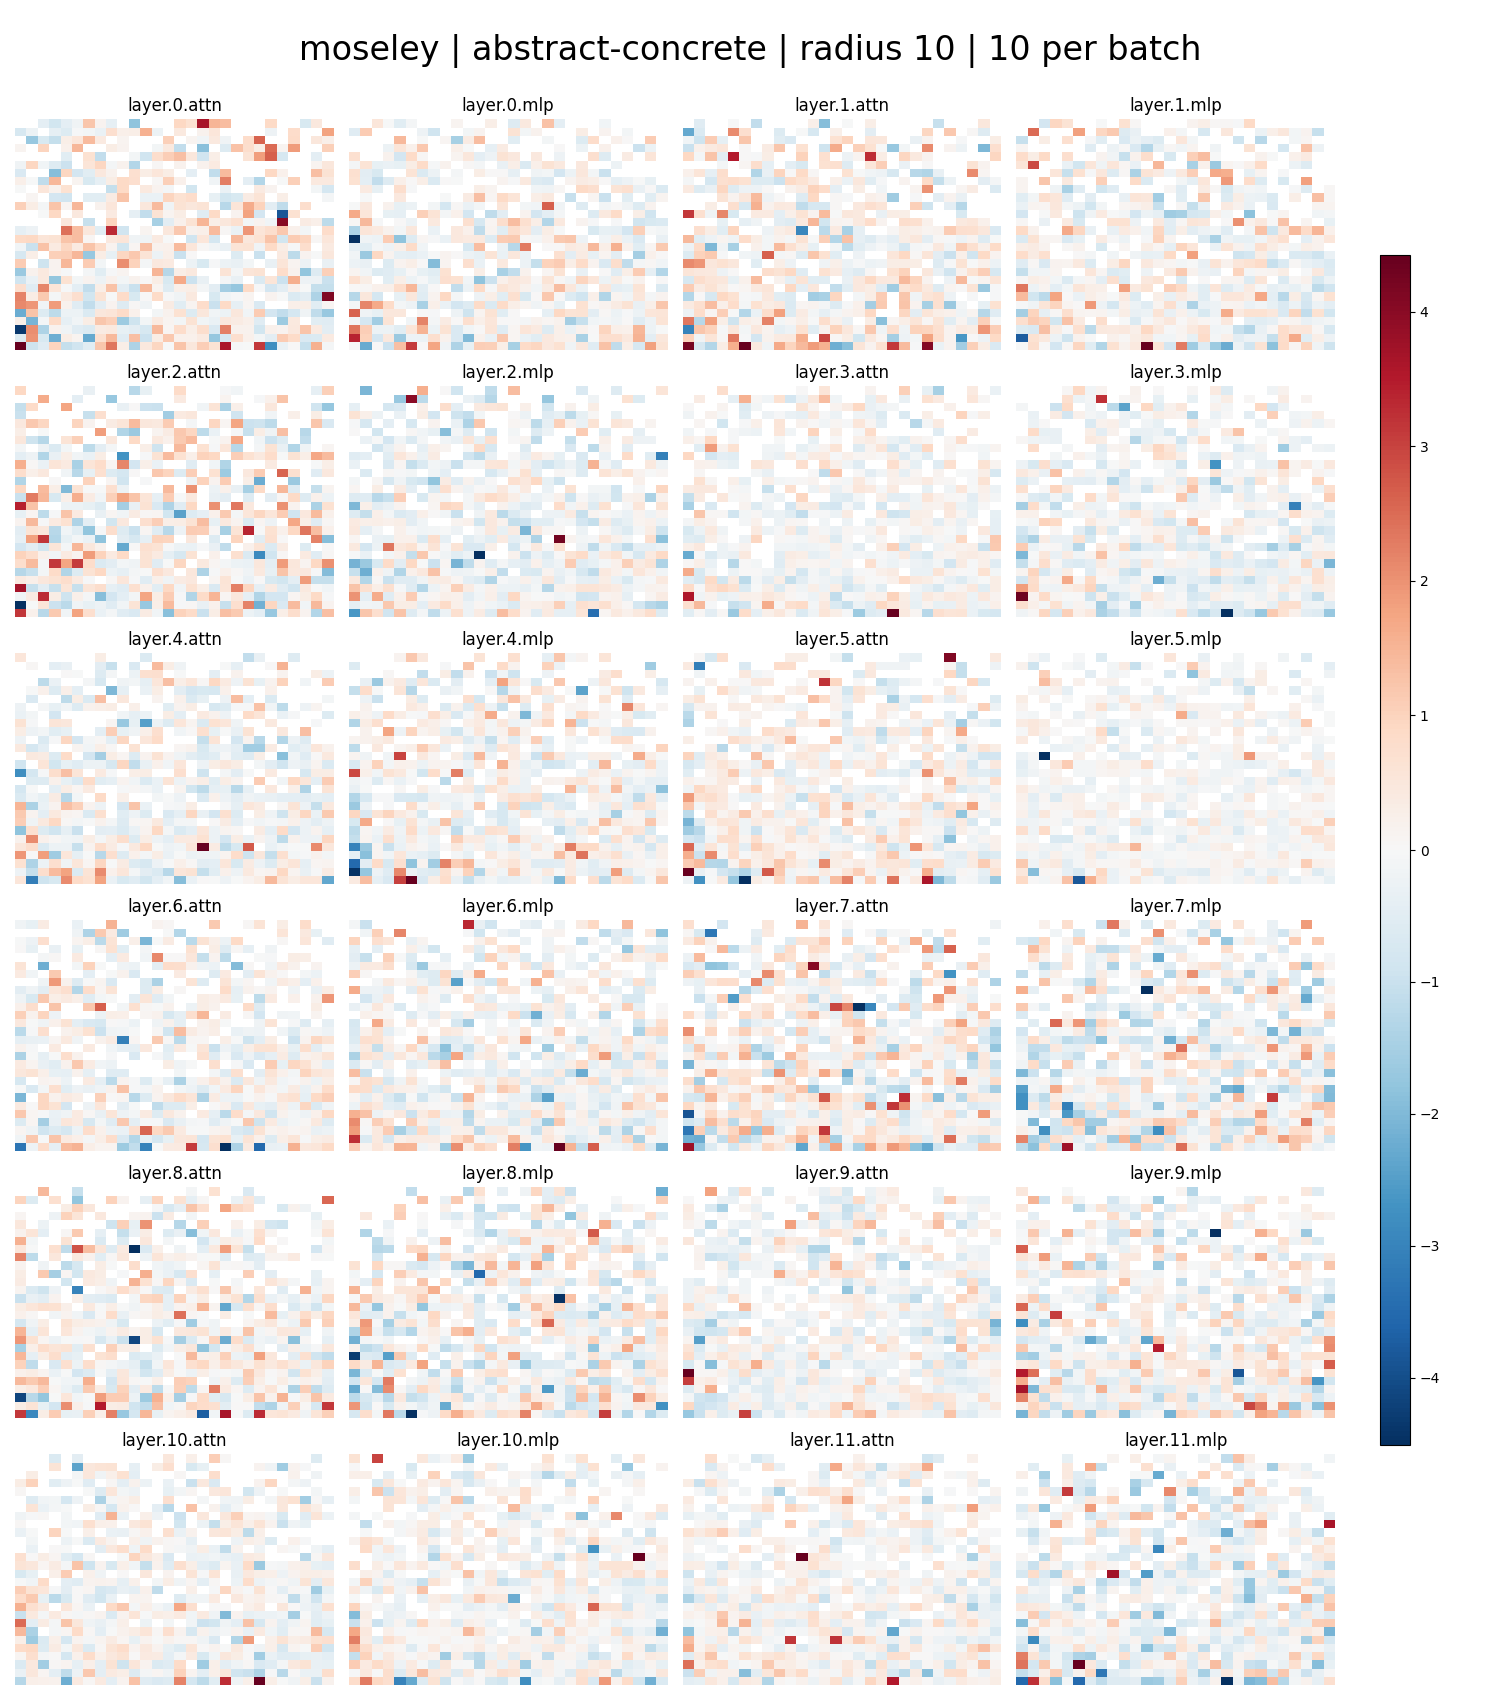 moseley | abstract-concrete | radius 10 | 10 per batch
layer.0.attn layer.0.mlp layer.1.attn layer.1.mlp
layer.2.attn layer.2.mlp layer.3.attn layer.3.mlp
layer.4.attn layer.4.mlp layer.5.attn layer.5.mlp
layer.6.attn layer.6.mlp layer.7.attn layer.7.mlp
layer.8.attn layer.8.mlp layer.9.attn layer.9.mlp
layer.10.attn layer.10.mlp layer.11.attn layer.11.mlp
4
3
2
1
0
−1
−2
−3
−4